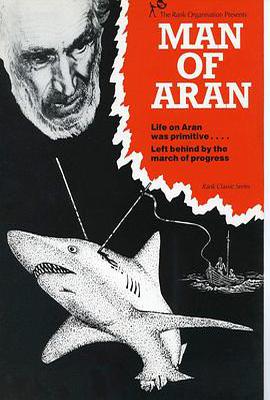 The Rank Organisation Presents
MAN
OF
ARAN
Life on Aran
was primitive. . . .
Left behind by the
march of progress
Rank Classic Series